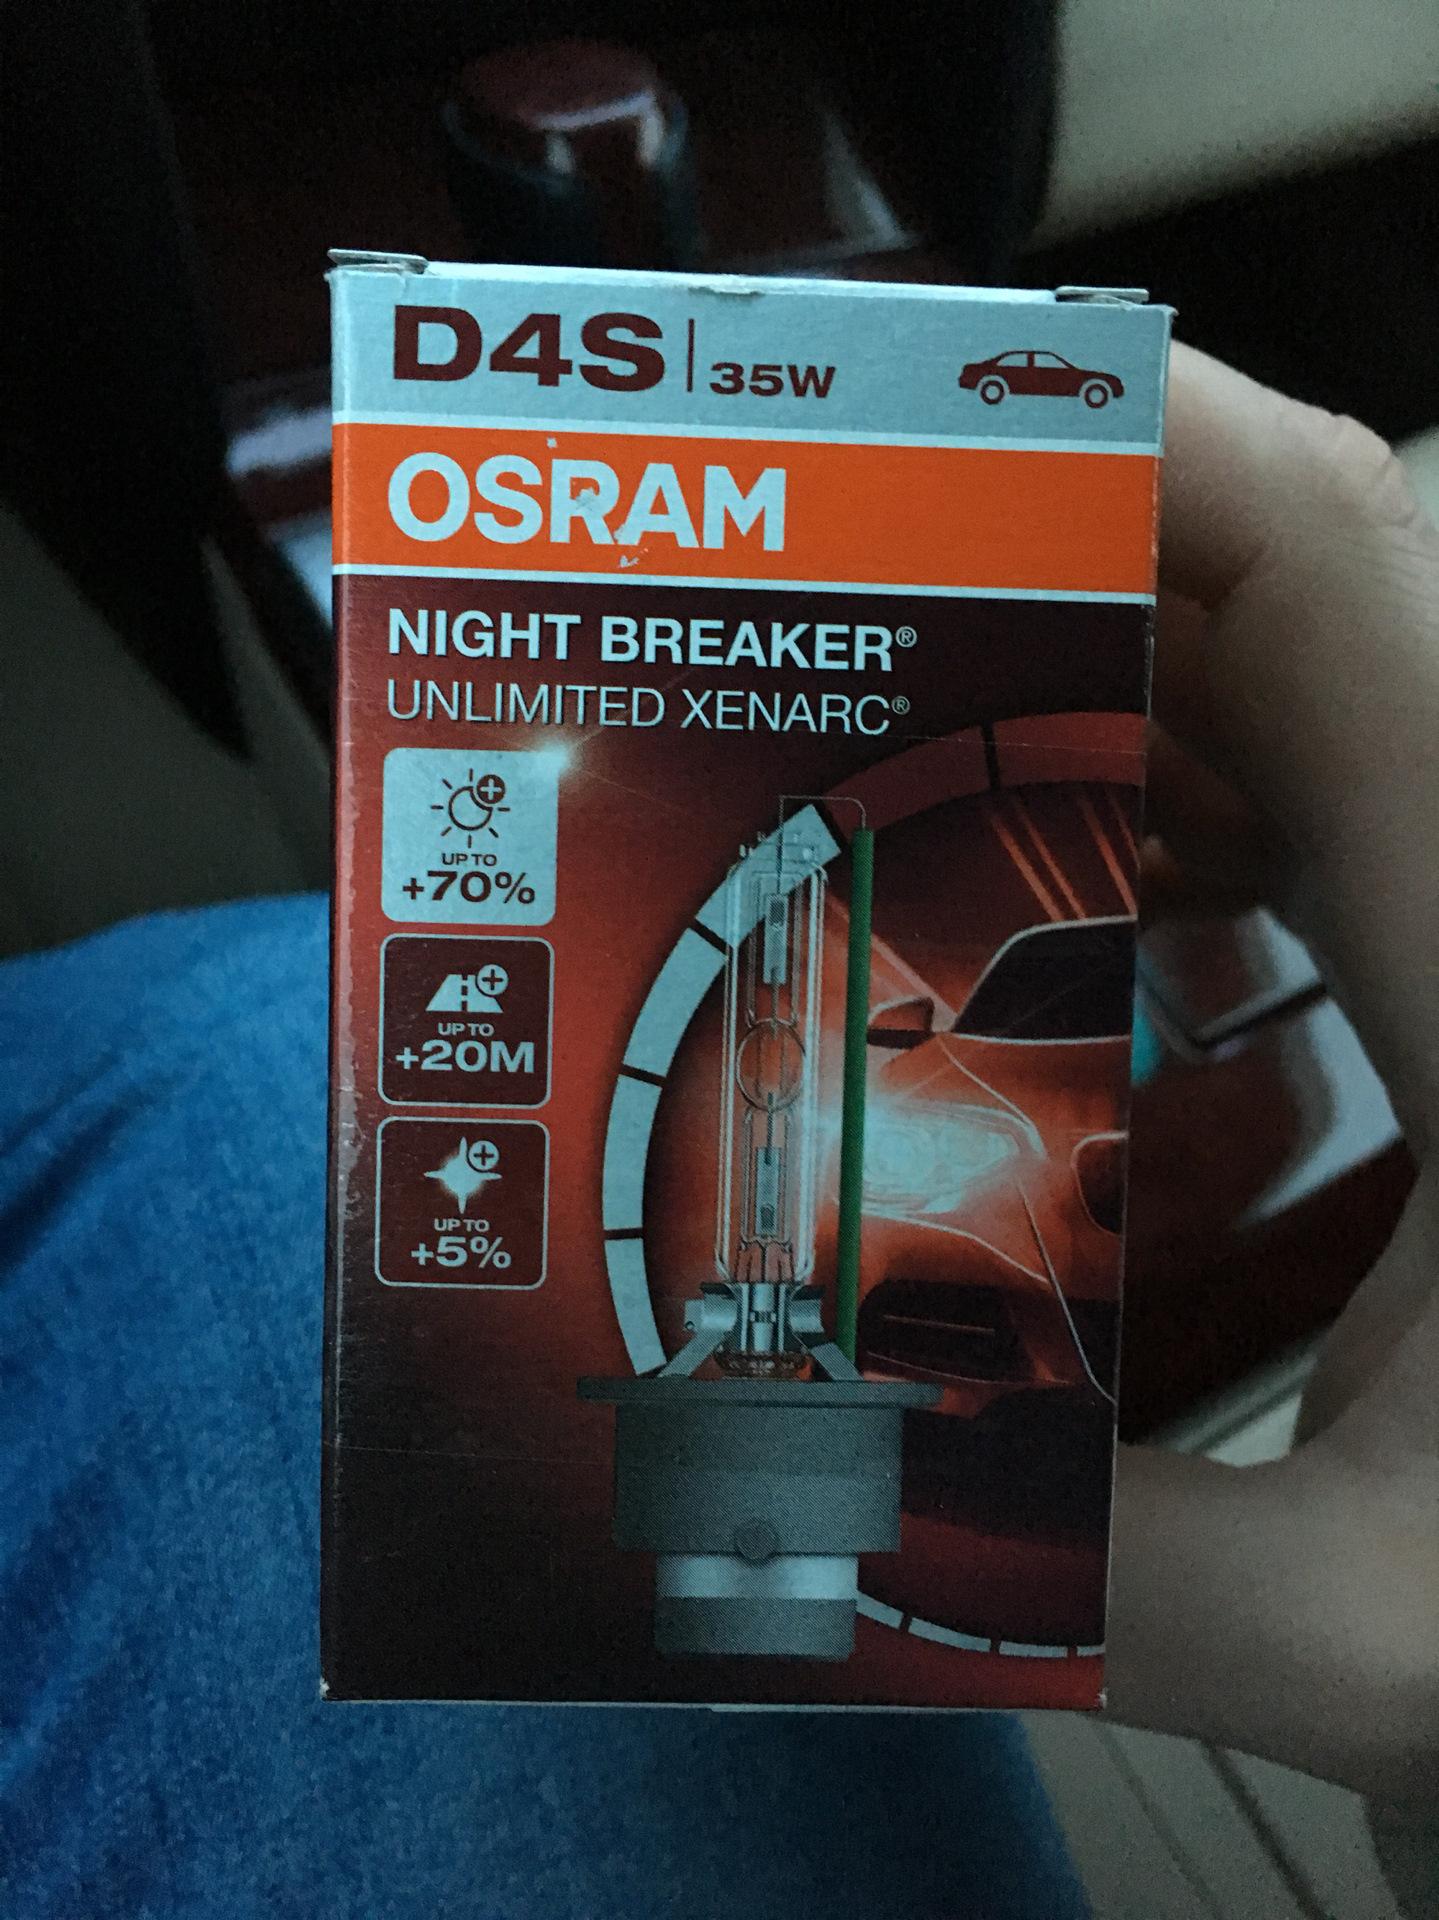 D4S | 35W
OSRAM
NIGHT BREAKER®
UNLIMITED XENARC®
UP TO
+70%
UP TO
+20M
UP TO
+5%